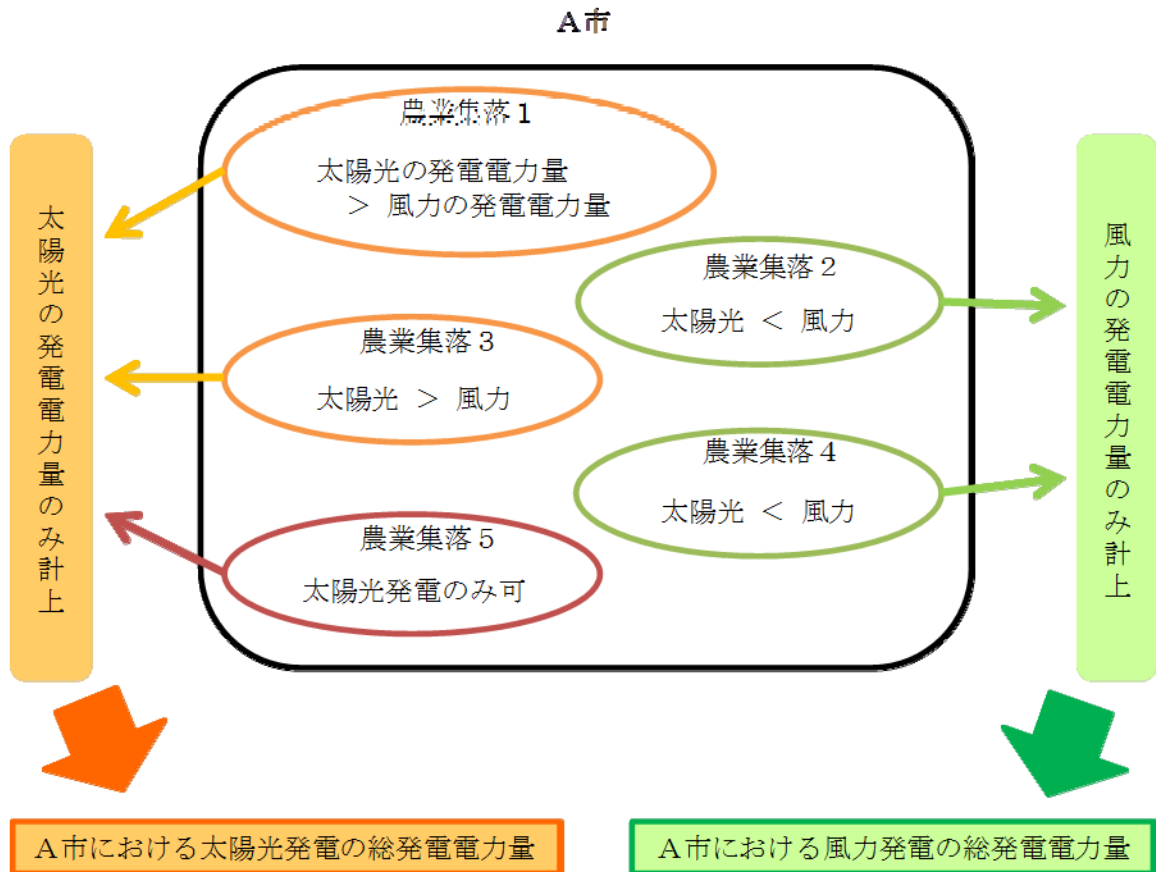 A市
農業集落1
太陽光の発電電力量
> 風力の発電電力量
農業集落2
太陽光 < 風力
農業集落3
太陽光 > 風力
農業集落4
太陽光 < 風力
農業集落5
太陽光発電のみ可
太陽光の発電電力量のみ計上
風力の発電電力量のみ計上
A市における太陽光発電の総発電電力量
A市における風力発電の総発電電力量